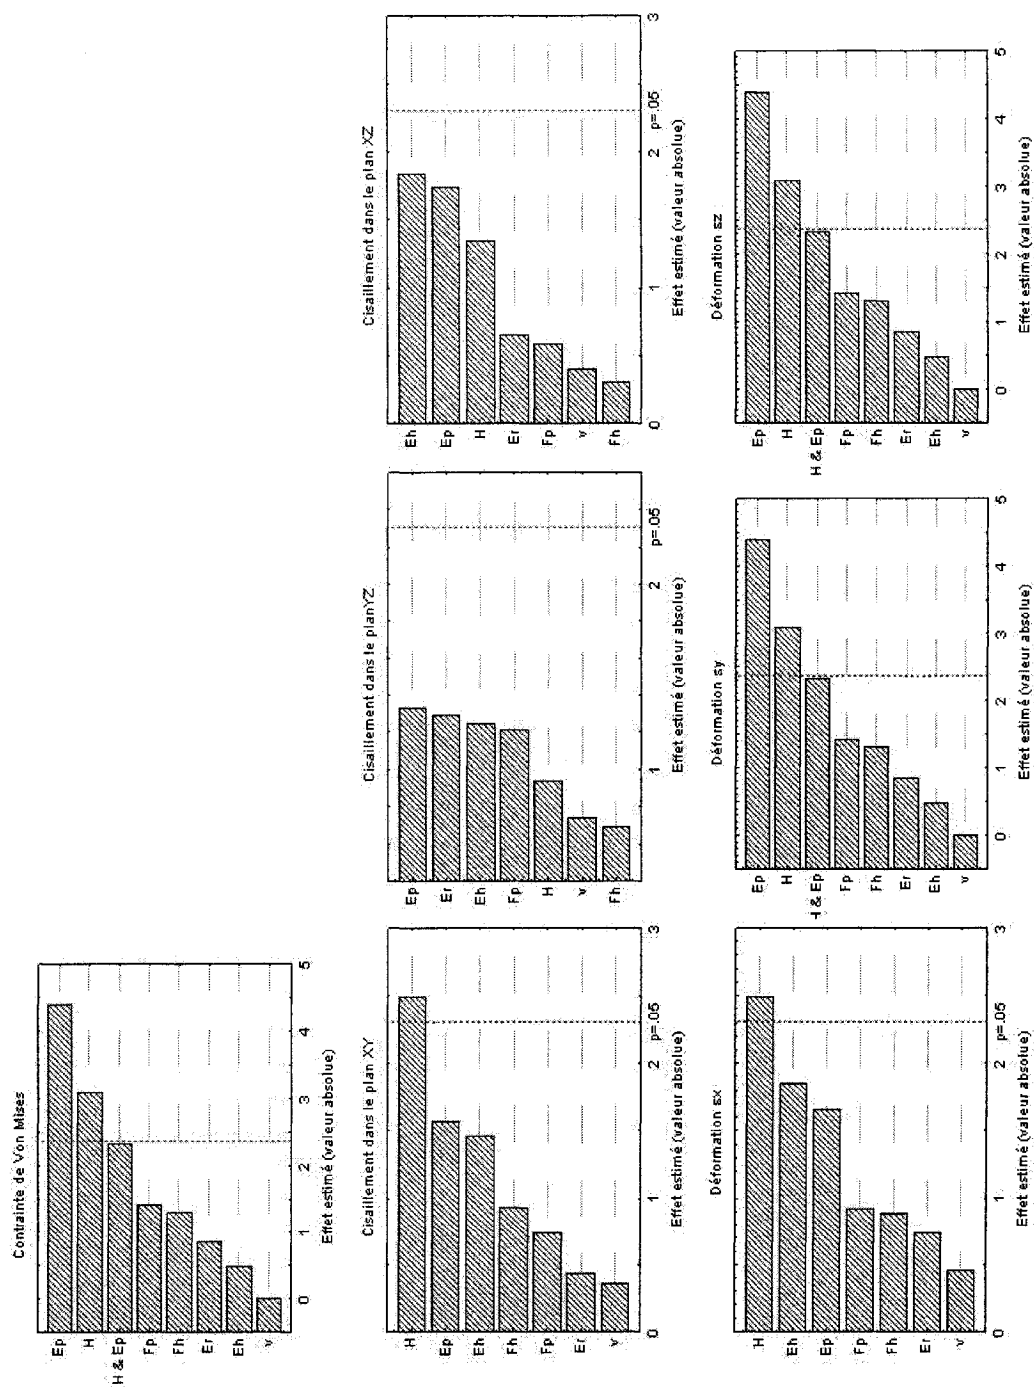 Contrainte de Von Mises
Ep
H
H & Ep
Fp
Fh
Er
Eh
v
0 1 2 3 4 5
Effet estimé (valeur absolue)
Cisaillement dans le plan XY
H
Ep
Eh
Fh
Fp
Er
v
0 1 2 p=.05 3
Effet estimé (valeur absolue)
Cisaillement dans le planYZ
Ep
Er
Eh
Fp
H
v
Fh
1 2 p=.05
Effet estimé (valeur absolue)
Cisaillement dans le plan XZ
Eh
Ep
H
Er
Fp
v
Fh
0 1 2 p=.05 3
Effet estimé (valeur absolue)
Déformation εx
H
Eh
Ep
Fp
Fh
Er
v
0 1 2 p=.05 3
Effet estimé (valeur absolue)
Déformation εy
Ep
H
H & Ep
Fp
Fh
Er
Eh
v
0 1 2 3 4 5
Effet estimé (valeur absolue)
Déformation εz
Ep
H
H & Ep
Fp
Fh
Er
Eh
v
0 1 2 3 4 5
Effet estimé (valeur absolue)